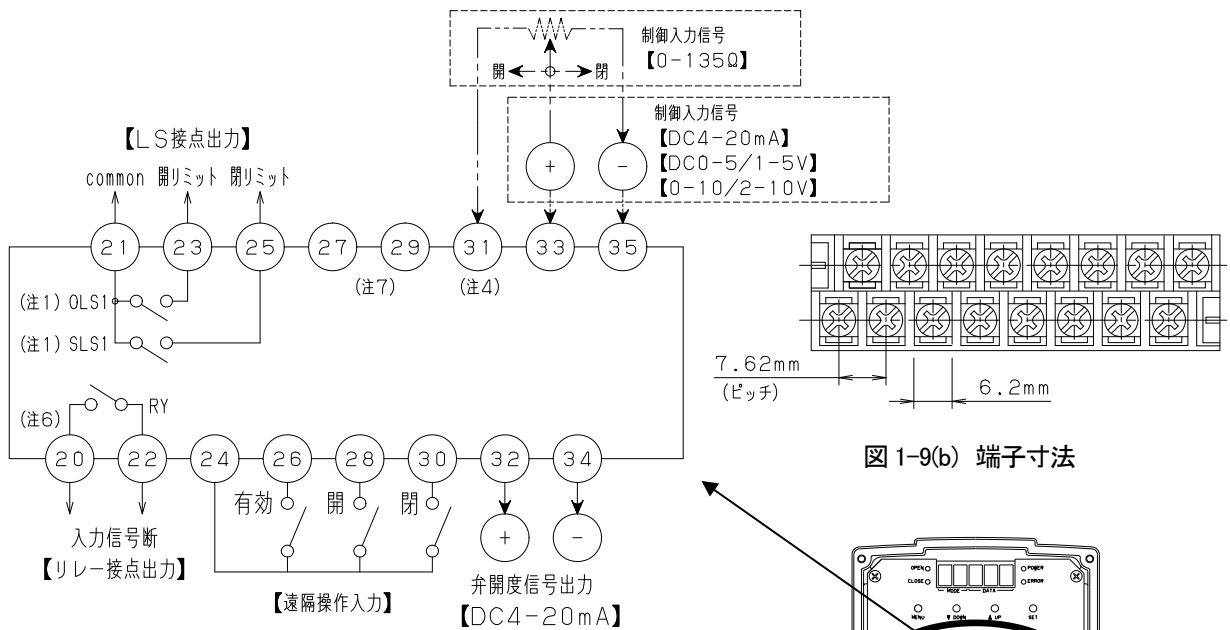 制御入力信号
【0-135Ω】
開 閉
制御入力信号
【DC4-20mA】
【DC0-5/1-5V】
【0-10/2-10V】
+ -
【LS接点出力】
common 開リミット 閉リミット
21 23 25 27 29 31 33 35
(注7) (注4)
(注1) OLS1
(注1) SLS1
(注6) RY
20 22 24 26 28 30 32 34
有効 開 閉
+ -
入力信号断
【リレー接点出力】
【遠隔操作入力】
弁開度信号出力
【DC4-20mA】
7.62mm
(ピッチ)
6.2mm
図 1-9(b) 端子寸法
OPEN POWER
CLOSE ERROR
MODE DATA
MENU ▼ DOWN ▲ UP SET